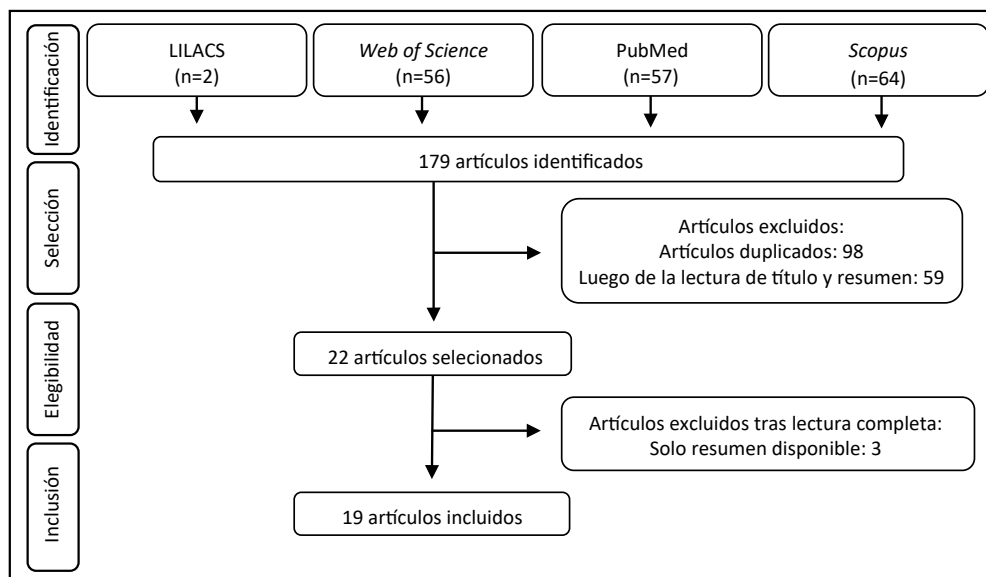 Identificación
LILACS
(n=2)
Web of Science
(n=56)
PubMed
(n=57)
Scopus
(n=64)
179 artículos identificados
Selección
Artículos excluidos:
Artículos duplicados: 98
Luego de la lectura de título y resumen: 59
Elegibilidad
22 artículos selecionados
Artículos excluidos tras lectura completa:
Solo resumen disponible: 3
Inclusión
19 artículos incluidos